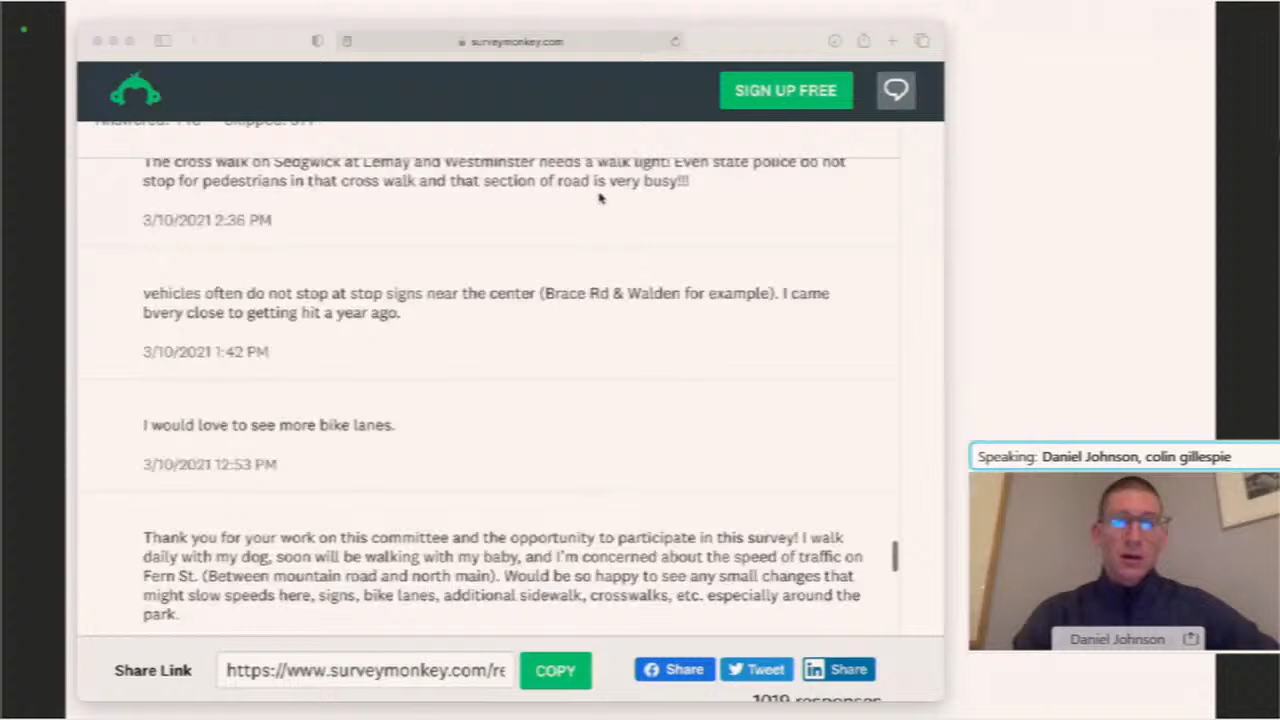 surveymonkey.com
SIGN UP FREE
The cross walk on Sedgwick at Lemay and Westminster needs a walk light! Even state police do not
stop for pedestrians in that cross walk and that section of road is very busy!!!
3/10/2021 2:36 PM
vehicles often do not stop at stop signs near the center (Brace Rd & Walden for example). I came
bvery close to getting hit a year ago.
3/10/2021 1:42 PM
I would love to see more bike lanes.
3/10/2021 12:53 PM
Thank you for your work on this committee and the opportunity to participate in this survey! I walk
daily with my dog, soon will be walking with my baby, and I'm concerned about the speed of traffic on
Fern St. (Between mountain road and north main). Would be so happy to see any small changes that
might slow speeds here, signs, bike lanes, additional sidewalk, crosswalks, etc. especially around the
park.
Share Link
https://www.surveymonkey.com/re
COPY
Share
Tweet
Share
1019 responses
Speaking: Daniel Johnson, colin gillespie
Daniel Johnson